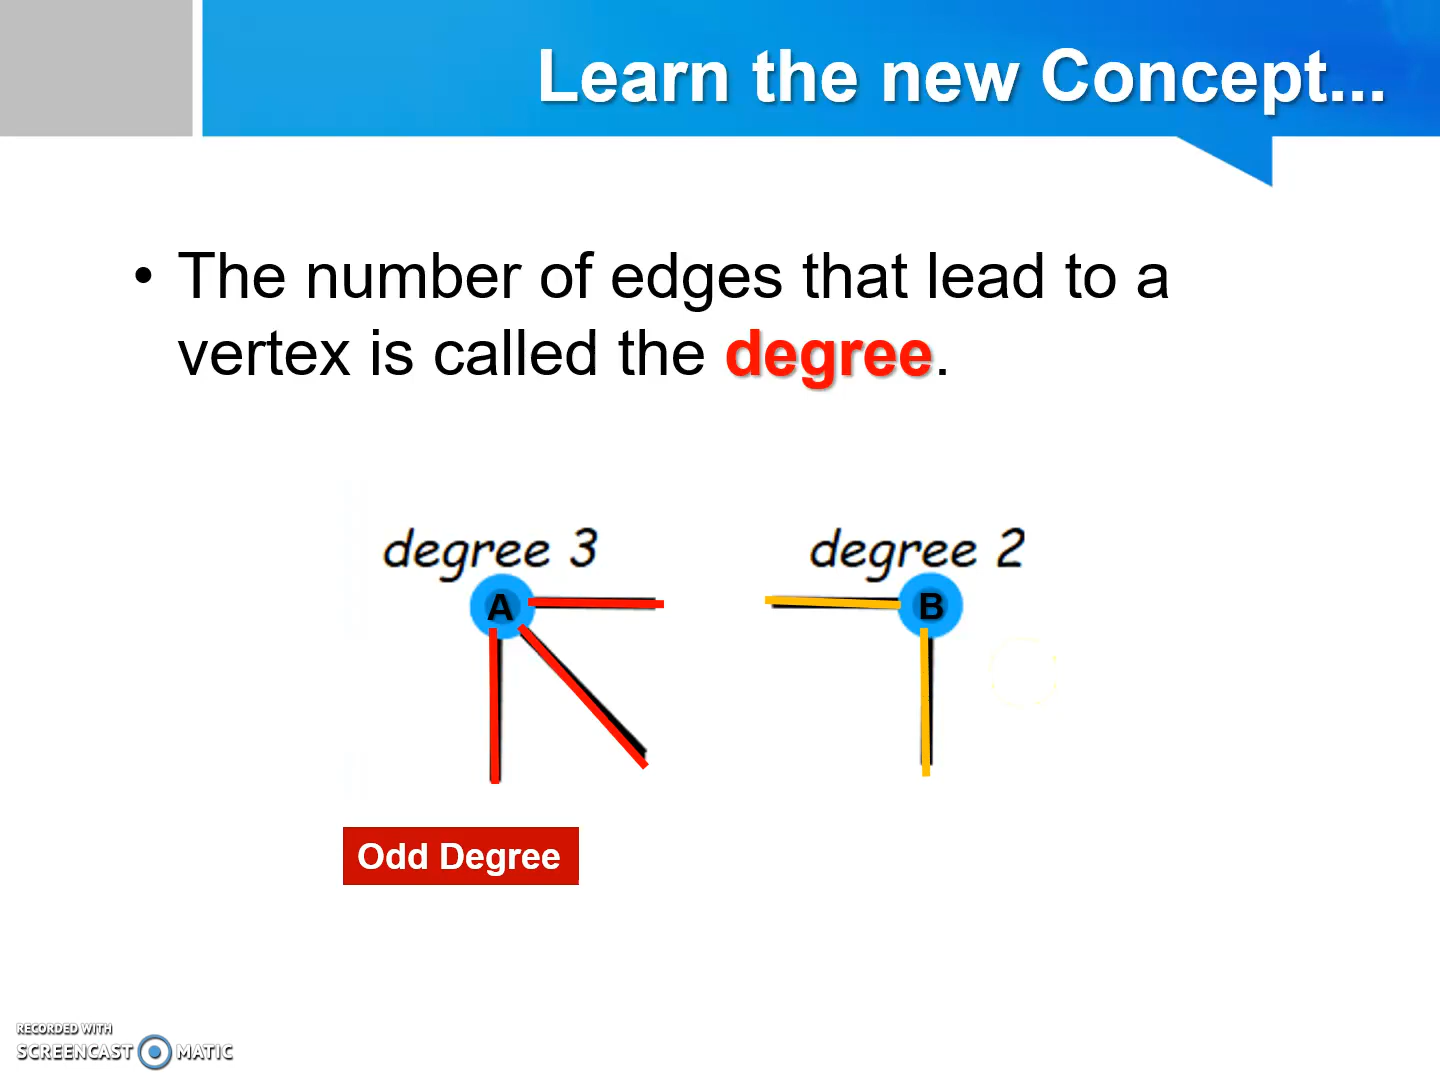 Learn the new Concept...
• The number of edges that lead to a
vertex is called the degree.
degree 3
degree 2
A
B
Odd Degree
RECORDED WITH
SCREENCAST MATIC